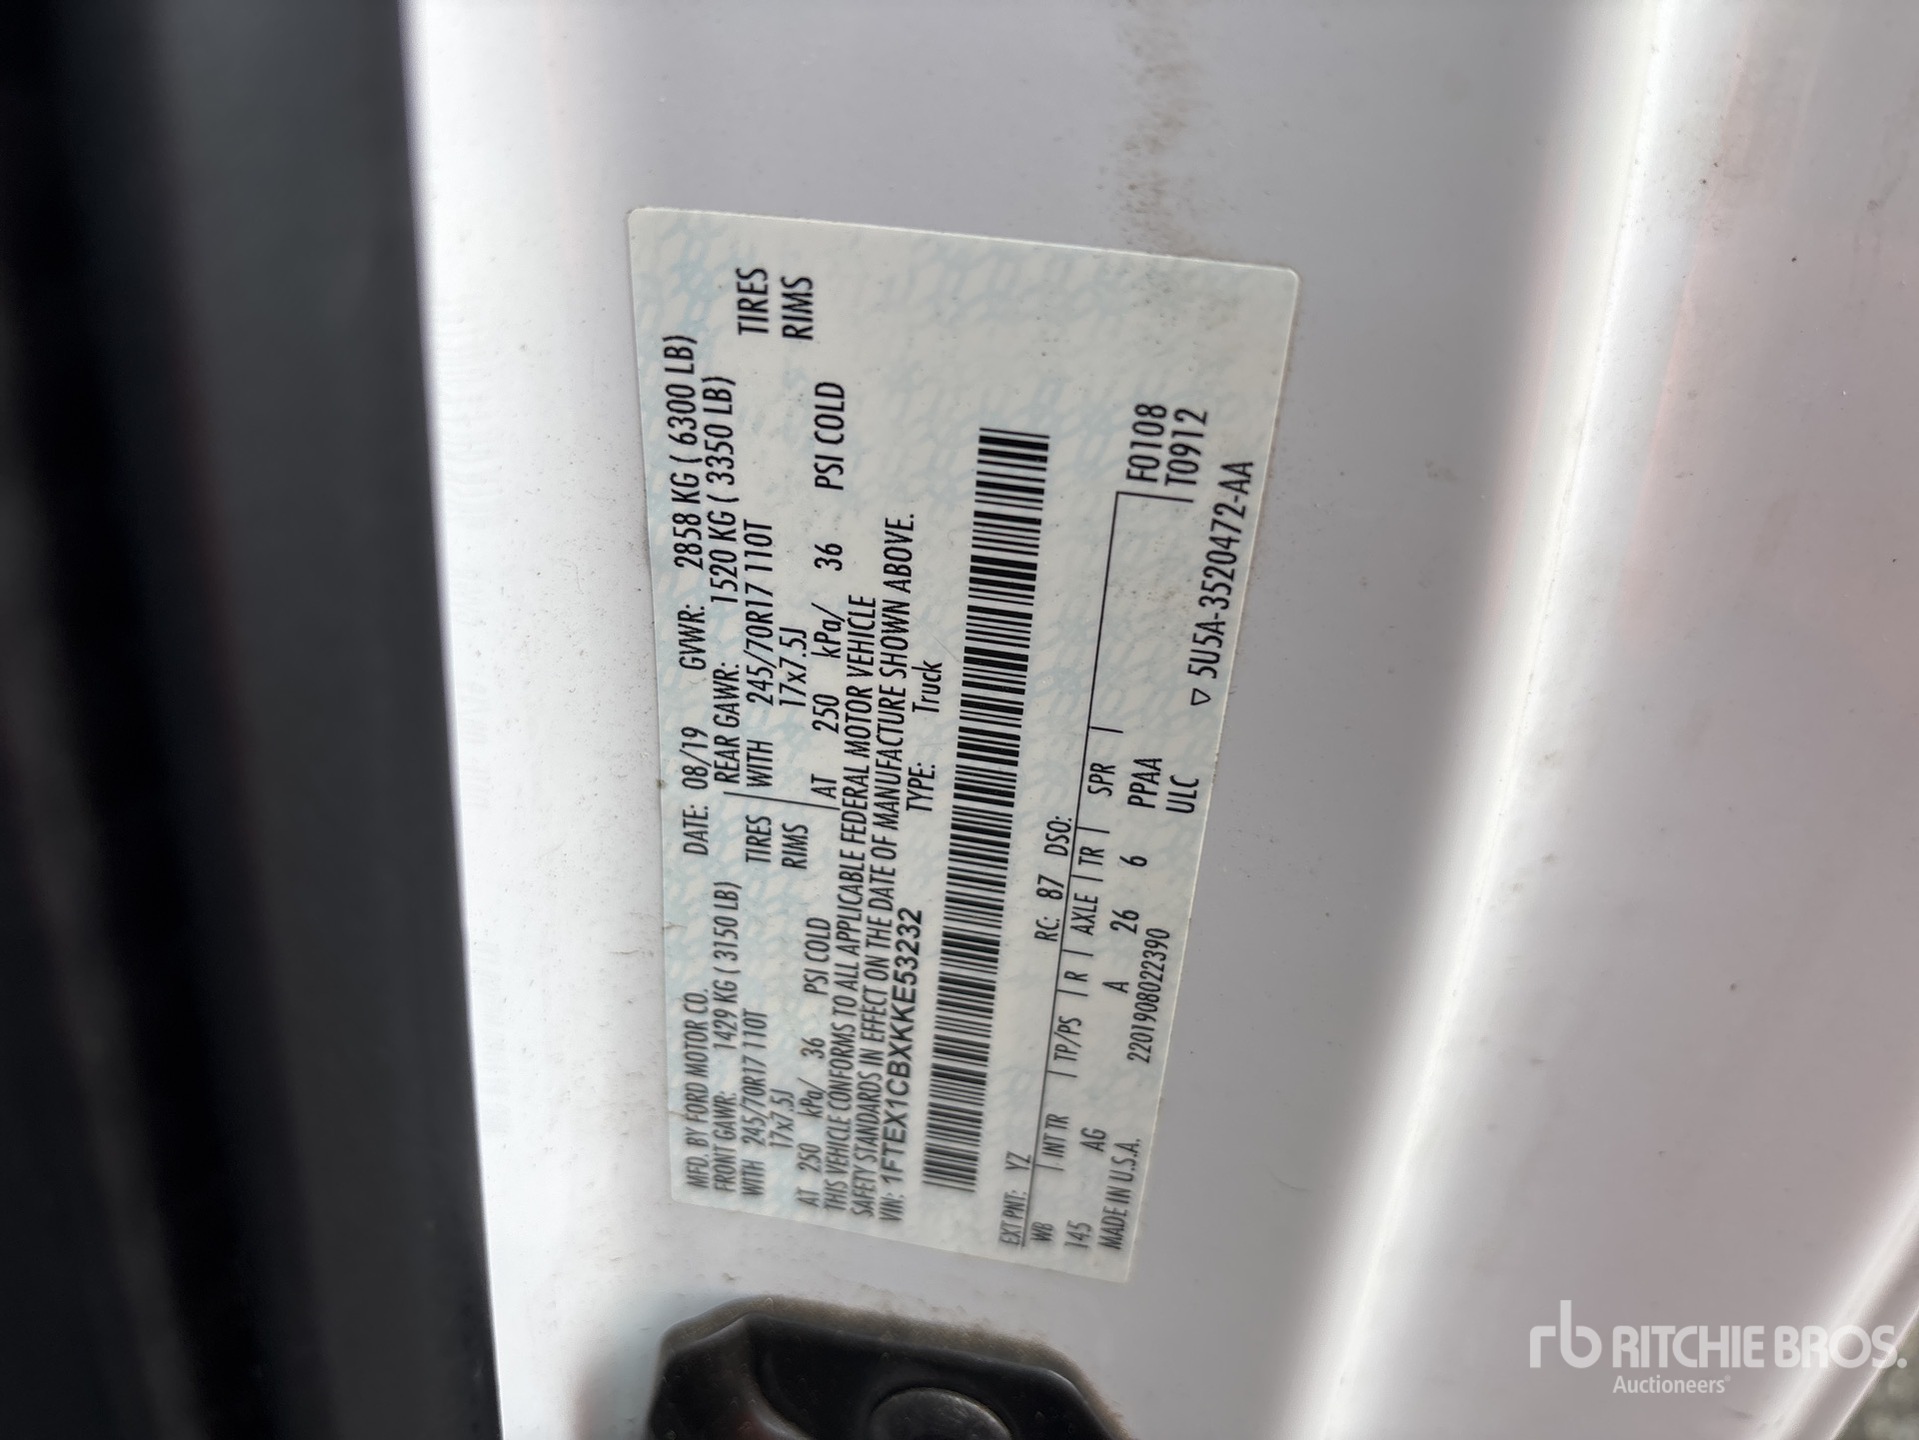 MFD. BY FORD MOTOR CO. DATE: 08/19 GVWR: 2858 KG ( 6300 LB)
FRONT GAWR: 1429 KG ( 3150 LB) REAR GAWR: 1520 KG ( 3350 LB)
WITH 245/70R17 110T TIRES WITH 245/70R17 110T TIRES
17x7.5J RIMS 17x7.5J RIMS
AT 250 kPa/ 36 PSI COLD AT 250 kPa/ 36 PSI COLD
THIS VEHICLE CONFORMS TO ALL APPLICABLE FEDERAL MOTOR VEHICLE
SAFETY STANDARDS IN EFFECT ON THE DATE OF MANUFACTURE SHOWN ABOVE.
VIN: 1FTEX1CBXKKE53232 TYPE: Truck
EXT PNT: YZ RC: 87 DSO:
WB INT TR TP/PS R AXLE TR SPR F0108
145 AG A 26 6 PPAA T0912
MADE IN U.S.A. 220190802239​0 ULC ▽ 5U5A-3520472-AA
rb RITCHIE BROS.
Auctioneers